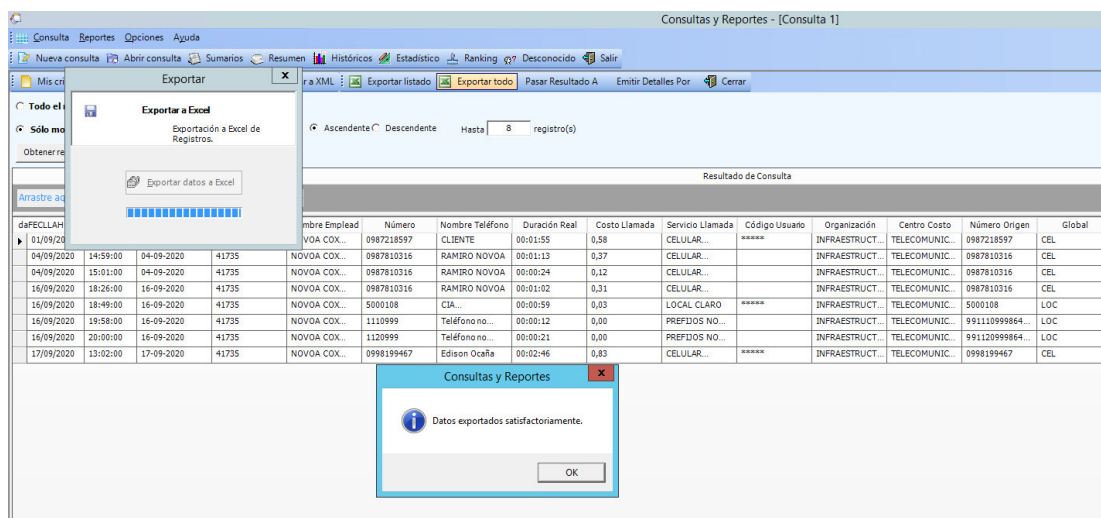 Consultas y Reportes - [Consulta 1]
Consulta Reportes Opciones Ayuda
Nueva consulta Abrir consulta Sumarios Resumen Históricos Estadístico Ranking Desconocido Salir
Mis cri Exportar x r a XML Exportar listado Exportar todo Pasar Resultado A Emitir Detalles Por Cerrar
Todo el Exportar a Excel
Sólo mo Exportación a Excel de Registros. Ascendente Descendente Hasta 8 registro(s)
Obtener re
Exportar datos a Excel
Resultado de Consulta
Arrastre aq
daFECLLAH mbre Emplead Número Nombre Teléfono Duración Real Costo Llamada Servicio Llamada Código Usuario Organización Centro Costo Número Origen Global
01/09/20 VOA COX... 0987218597 CLIENTE 00:01:55 0,58 CELULAR... ***** INFRAESTRUCT... TELECOMUNIC... 0987218597 CEL
04/09/2020 14:59:00 04-09-2020 41735 NOVOA COX... 0987810316 RAMIRO NOVOA 00:01:13 0,37 CELULAR... INFRAESTRUCT... TELECOMUNIC... 0987810316 CEL
04/09/2020 15:01:00 04-09-2020 41735 NOVOA COX... 0987810316 RAMIRO NOVOA 00:00:24 0,12 CELULAR... INFRAESTRUCT... TELECOMUNIC... 0987810316 CEL
16/09/2020 18:26:00 16-09-2020 41735 NOVOA COX... 0987810316 RAMIRO NOVOA 00:01:02 0,31 CELULAR... INFRAESTRUCT... TELECOMUNIC... 0987810316 CEL
16/09/2020 18:49:00 16-09-2020 41735 NOVOA COX... 5000108 CIA... 00:00:59 0,03 LOCAL CLARO ***** INFRAESTRUCT... TELECOMUNIC... 5000108 LOC
16/09/2020 19:58:00 16-09-2020 41735 NOVOA COX... 1110999 Teléfono no... 00:00:12 0,00 PREFIJOS NO... INFRAESTRUCT... TELECOMUNIC... 991110999864... LOC
16/09/2020 20:00:00 16-09-2020 41735 NOVOA COX... 1120999 Teléfono no... 00:00:21 0,00 PREFIJOS NO... INFRAESTRUCT... TELECOMUNIC... 991120999864... LOC
17/09/2020 13:02:00 17-09-2020 41735 NOVOA COX... 0998199467 Edison Ocaña 00:02:46 0,83 CELULAR... ***** INFRAESTRUCT... TELECOMUNIC... 0998199467 CEL
Consultas y Reportes x
Datos exportados satisfactoriamente.
OK